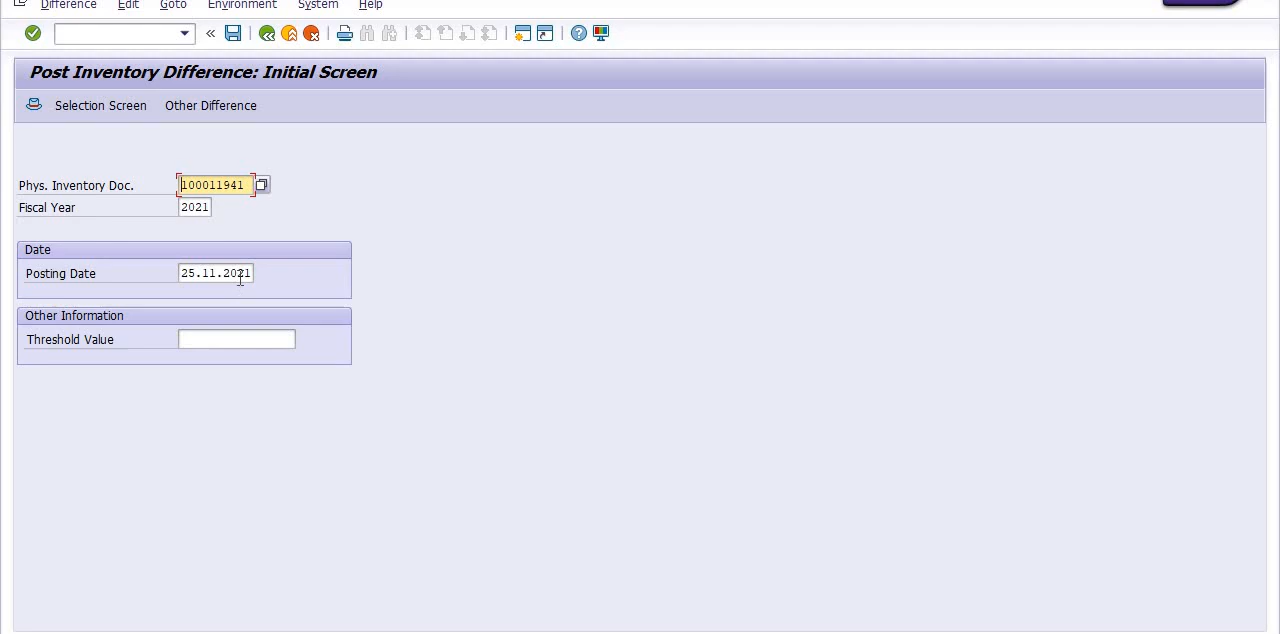 Difference Edit Goto Environment System Help
Post Inventory Difference: Initial Screen
Selection Screen Other Difference
Phys. Inventory Doc. 100011941
Fiscal Year 2021
Date
Posting Date 25.11.2021
Other Information
Threshold Value